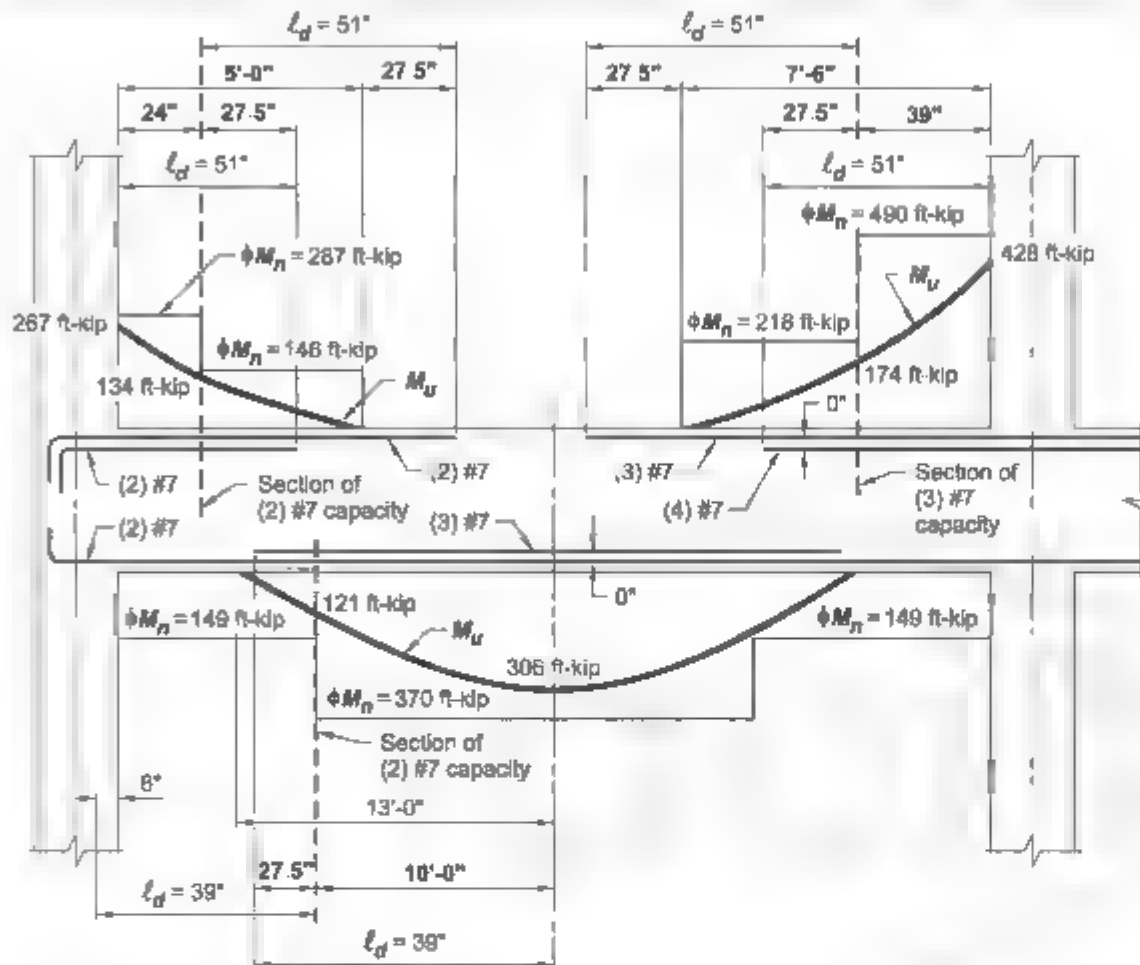 ℓd = 51" ℓd = 51"
5'-0" 27.5" 27 5" 7'-6"
24" 27.5" 27.5" 39"
ℓd = 51" ℓd = 51"
ϕMn = 490 ft-kip
ϕMn = 287 ft-kip 428 ft-kip
Mu
267 ft-kip ϕMn = 218 ft-kip
ϕMn = 148 ft-kip
134 ft-kip Mu 174 ft-kip
0"
(2) #7 Section of (2) #7 capacity
(2) #7
(2) #7
(3) #7
(3) #7
(4) #7
Section of (3) #7 capacity
0"
121 ft-kip
ϕMn = 149 ft-kip Mu ϕMn = 149 ft-kip
306 ft-kip
ϕMn = 370 ft-kip
Section of
(2) #7 capacity
13'-0"
27.5" 10'-0"
ℓd = 39"
ℓd = 39"